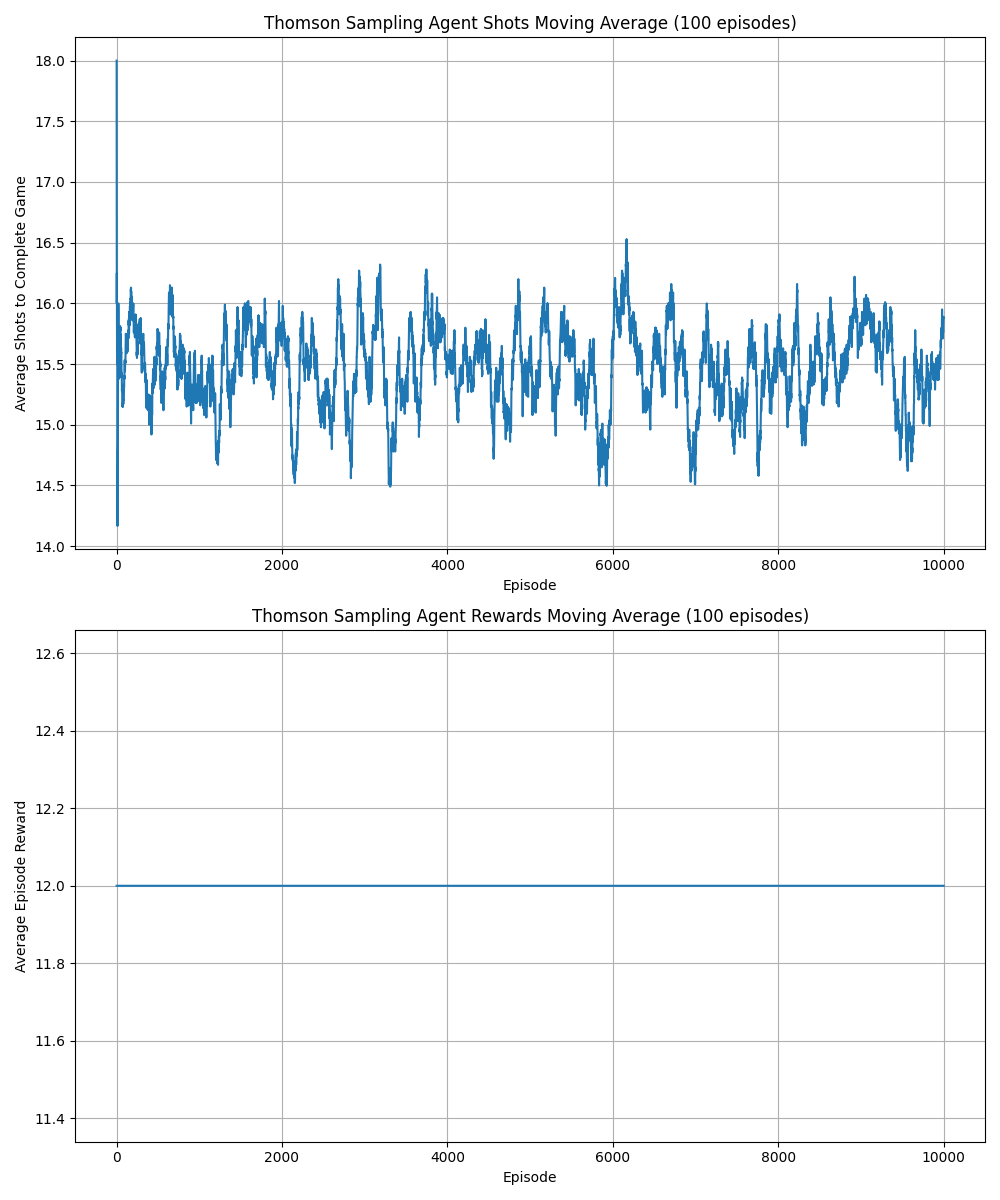 Thomson Sampling Agent Shots Moving Average (100 episodes)
18.0
17.5
17.0
16.5
16.0
15.5
15.0
14.5
14.0
Average Shots to Complete Game
0 2000 4000 6000 8000 10000
Episode
Thomson Sampling Agent Rewards Moving Average (100 episodes)
12.6
12.4
12.2
12.0
11.8
11.6
11.4
Average Episode Reward
0 2000 4000 6000 8000 10000
Episode